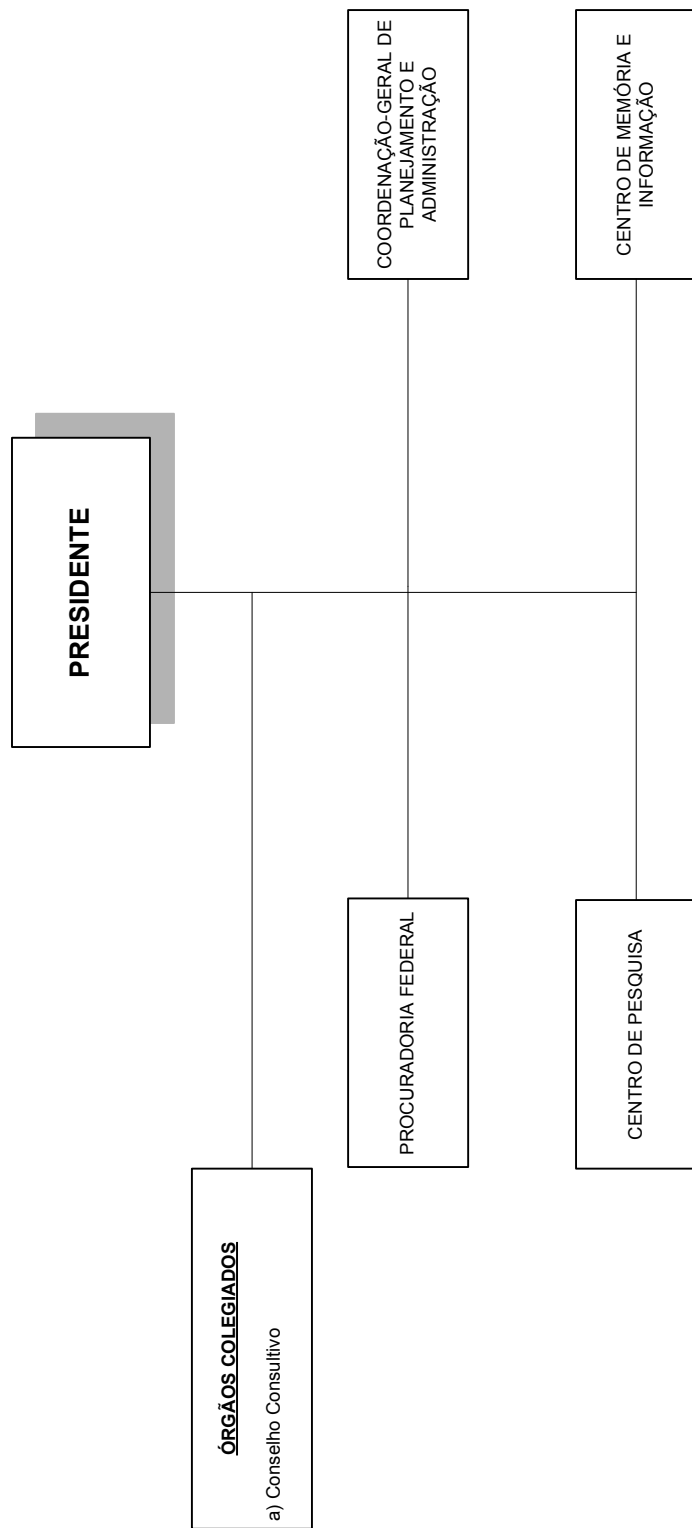 PRESIDENTE
ÓRGÃOS COLEGIADOS
a) Conselho Consultivo
PROCURADORIA FEDERAL
COORDENAÇÃO-GERAL DE
PLANEJAMENTO E
ADMINISTRAÇÃO
CENTRO DE PESQUISA
CENTRO DE MEMÓRIA E
INFORMAÇÃO